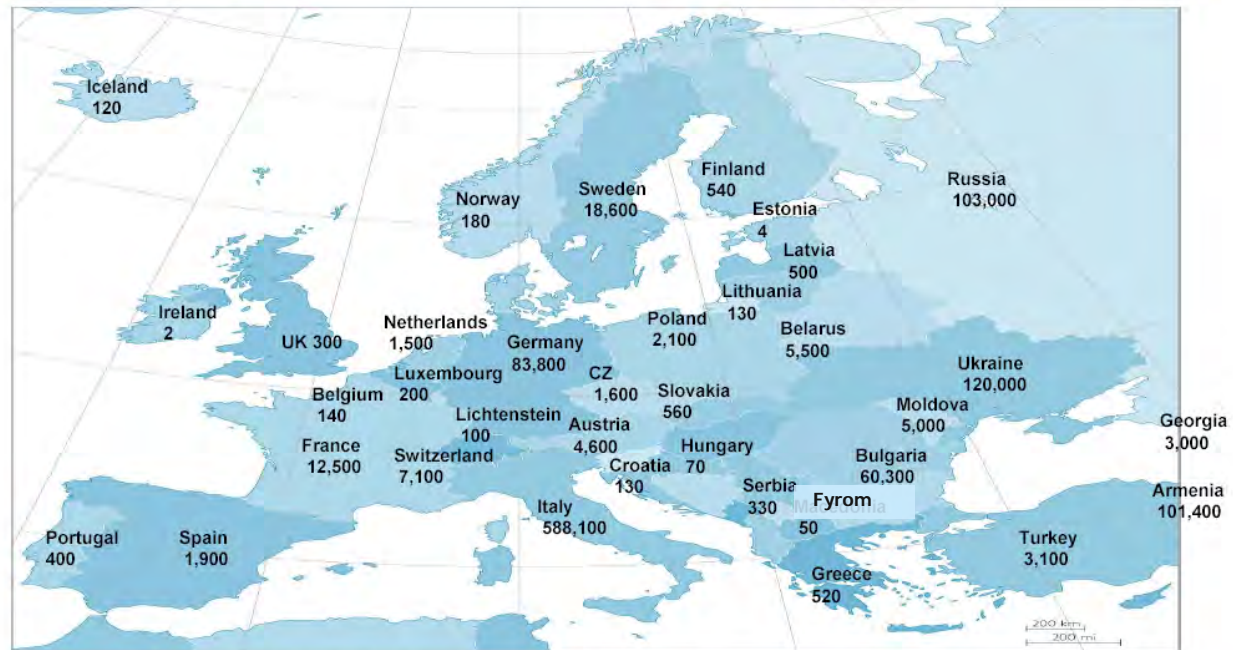 Iceland
120
Norway
180
Sweden
18,600
Finland
540
Russia
103,000
Estonia
4
Latvia
500
Lithuania
130
Ireland
2
UK 300
Netherlands
1,500
Germany
83,800
Poland
2,100
Belarus
5,500
Luxembourg
200
CZ
1,600
Slovakia
560
Ukraine
120,000
Belgium
140
Lichtenstein
100
Austria
4,600
Moldova
5,000
Georgia
3,000
France
12,500
Switzerland
7,100
Croatia
130
Hungary
70
Bulgaria
60,300
Serbia
330
Fyrom
Macedonia
50
Armenia
101,400
Italy
588,100
Portugal
400
Spain
1,900
Turkey
3,100
Greece
520
200 km
200 mi